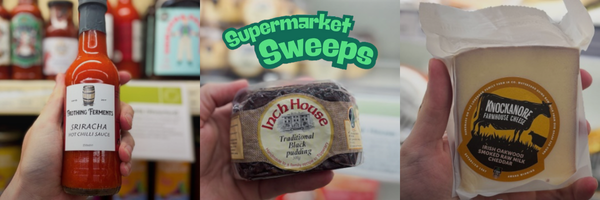 Supermarket
Sweeps
FROTHING FERMENTS
SRIRACHA
HOT CHILLI SAUCE
Inch House
Traditional
Black
pudding
KNOCKANORE
FARMHOUSE CHEESE
IRISH OAKWOOD
SMOKED RAW MILK
CHEDDAR